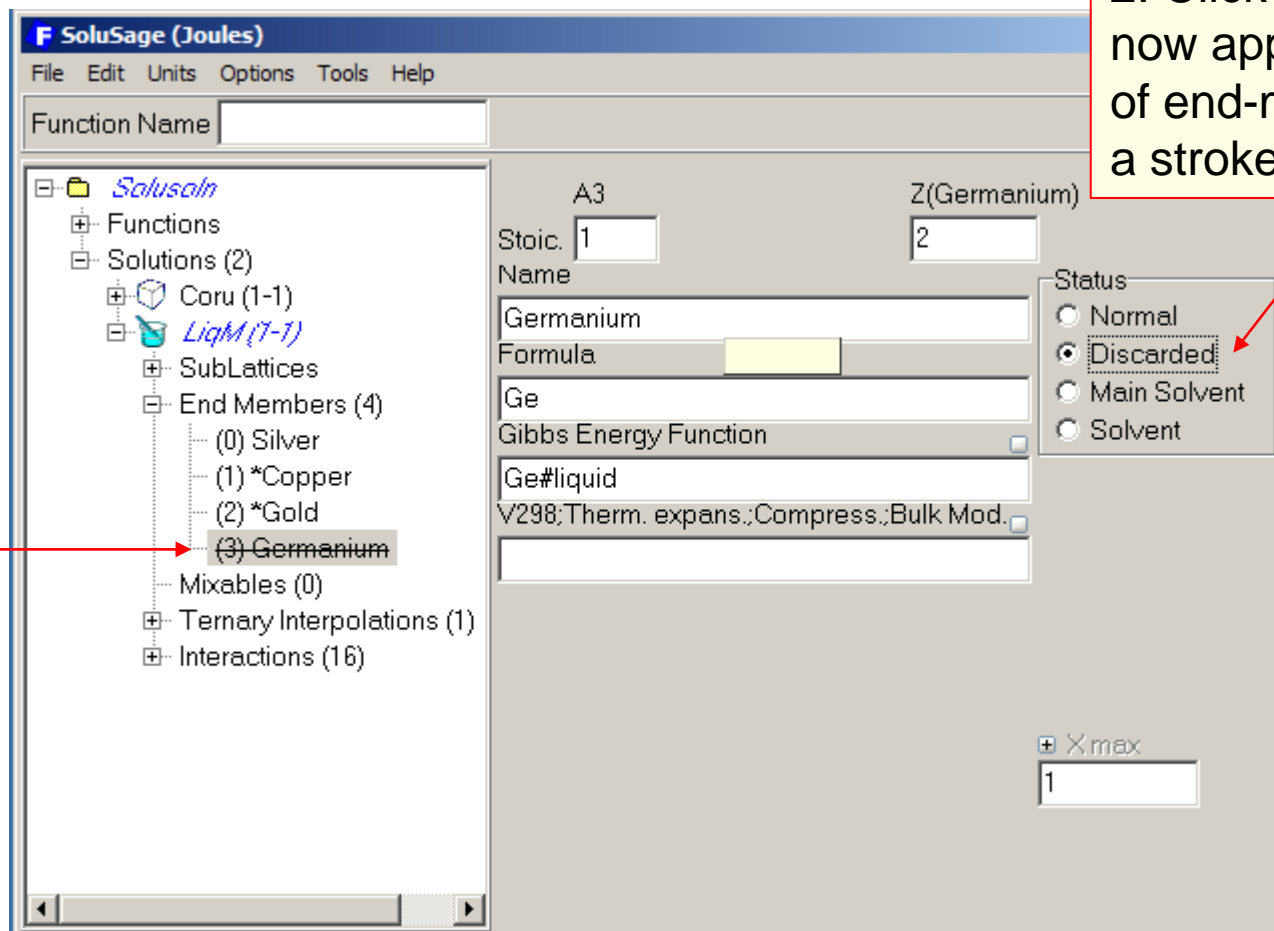 2. Click
now app
of end-m
a stroke
SoluSage (Joules)
File Edit Units Options Tools Help
Function Name
Solusoln
Functions
Solutions (2)
Coru (1-1)
LiqM (1-1)
SubLattices
End Members (4)
(0) Silver
(1) *Copper
(2) *Gold
(3) Germanium
Mixables (0)
Ternary Interpolations (1)
Interactions (16)
A3 Z(Germanium)
Stoic. 1 2
Name
Germanium
Formula
Ge
Gibbs Energy Function
Ge#liquid
V298;Therm. expans.;Compress.;Bulk Mod.
Status
Normal
Discarded
Main Solvent
Solvent
X max
1